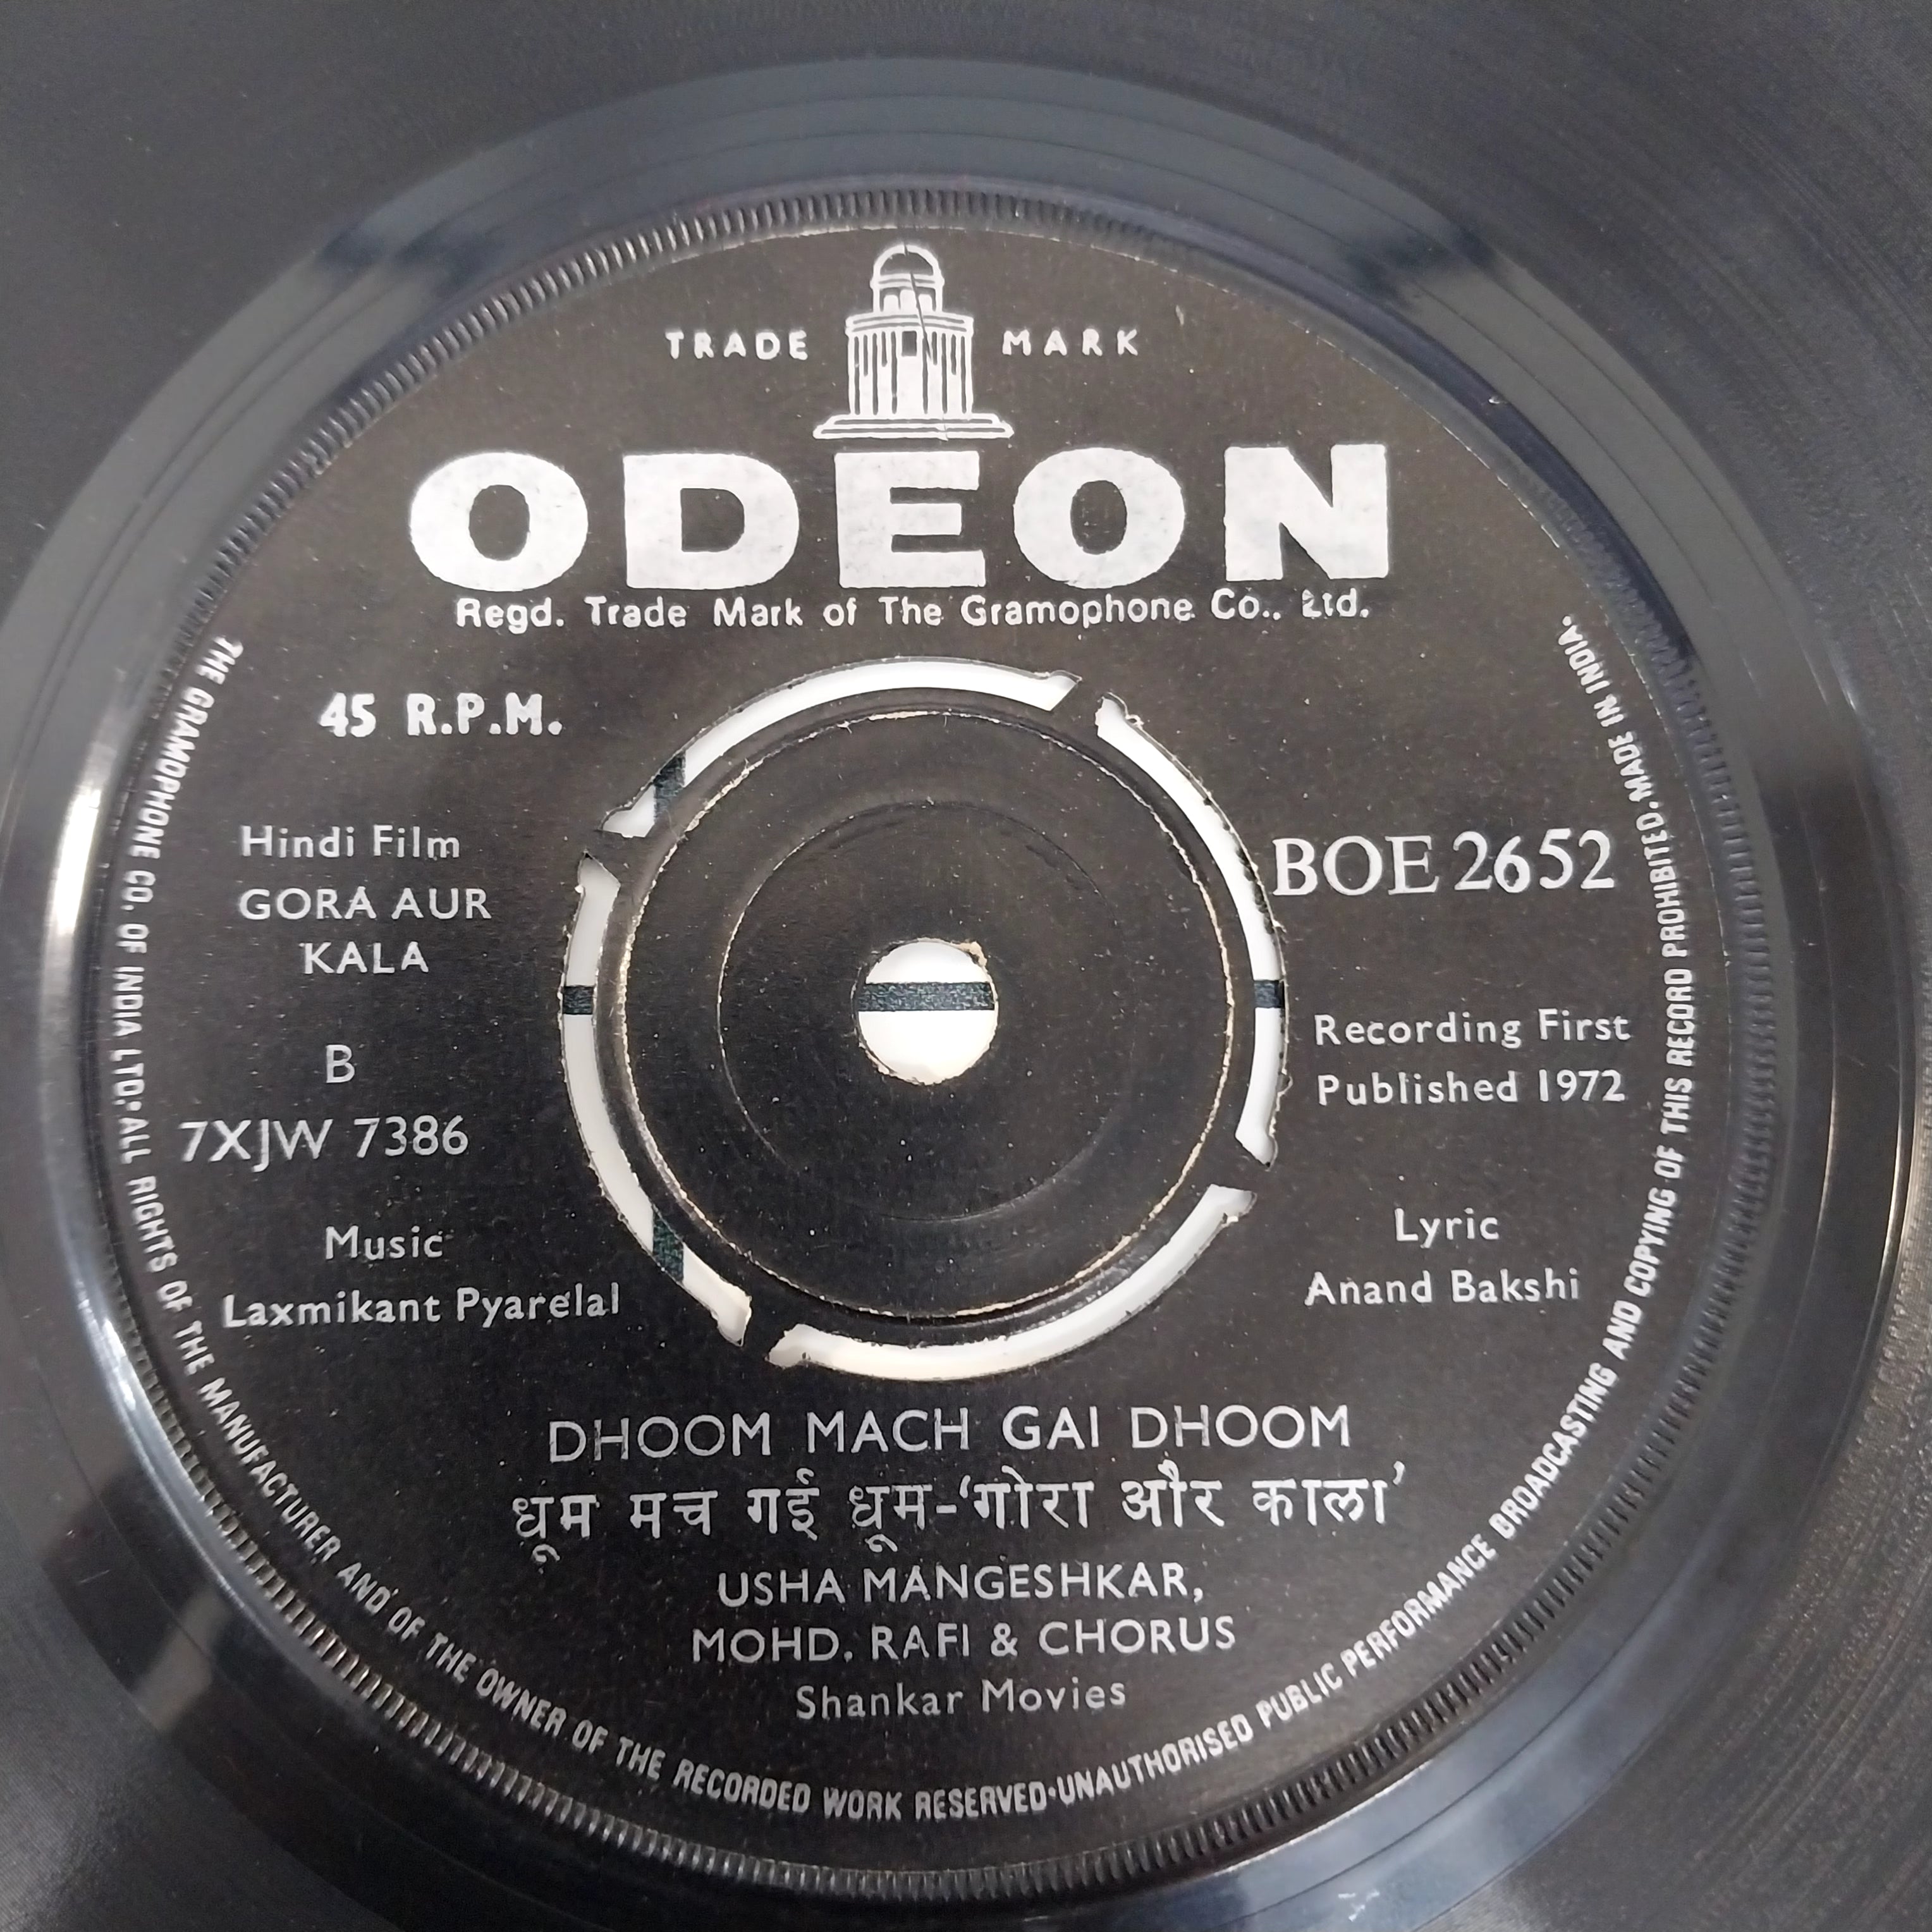 TRADE MARK
ODEON
Regd. Trade Mark of The Gramophone Co., Ltd.
45 R.P.M.
Hindi Film
GORA AUR
KALA
BOE 2652
B
7XJW 7386
Recording First
Published 1972
Music
Laxmikant Pyarelal
Lyric
Anand Bakshi
DHOOM MACH GAI DHOOM
धूम मच गई धूम-‘गोरा और काला’
USHA MANGESHKAR,
MOHD. RAFI & CHORUS
Shankar Movies
THE GRAMOPHONE CO. OF INDIA LTD. ALL RIGHTS OF THE MANUFACTURER AND OF THE OWNER OF THE RECORDED WORK RESERVED·UNAUTHORISED PUBLIC PERFORMANCE BROADCASTING AND COPYING OF THIS RECORD PROHIBITED. MADE IN INDIA.